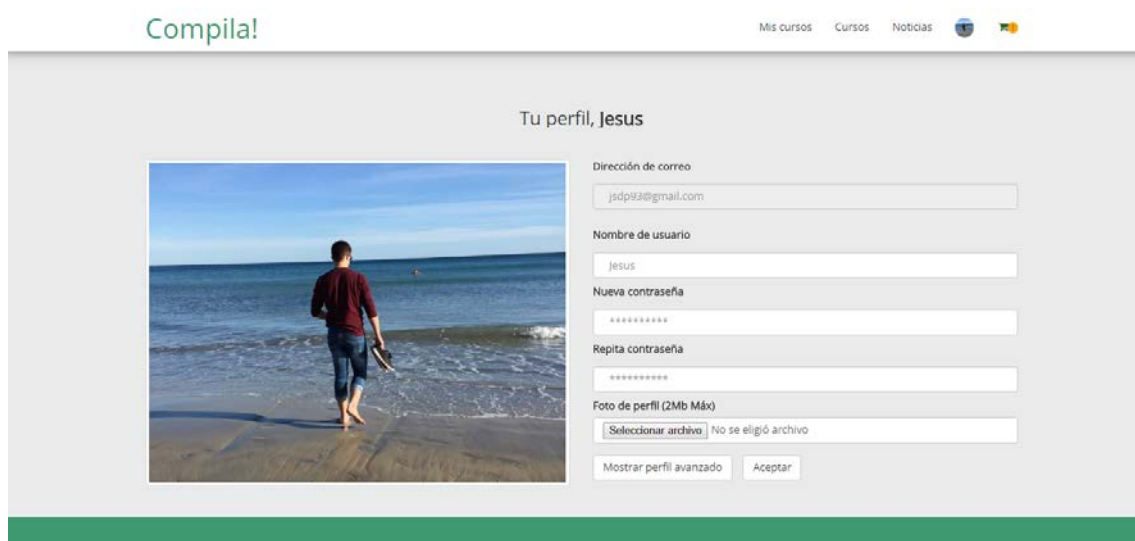 Compila!
Mis cursos Cursos Noticias
Tu perfil, Jesus
Dirección de correo
jsdp93@gmail.com
Nombre de usuario
Jesus
Nueva contraseña
**********
Repita contraseña
**********
Foto de perfil (2Mb Máx)
Seleccionar archivo No se eligió archivo
Mostrar perfil avanzado Aceptar